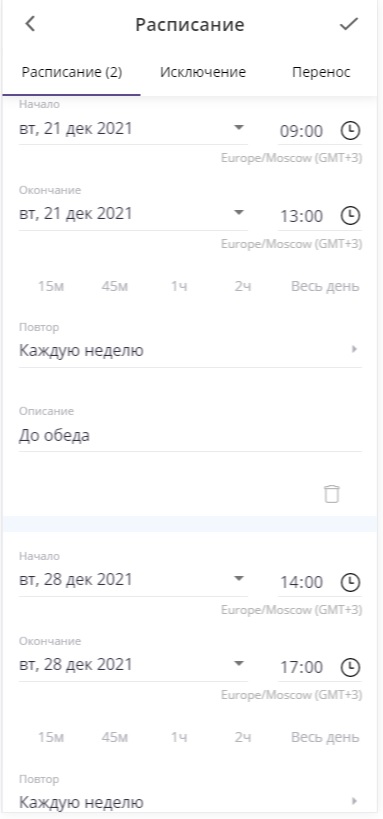 Расписание
Расписание (2) Исключение Перенос
Начало
вт, 21 дек 2021 09:00
Europe/Moscow (GMT+3)
Окончание
вт, 21 дек 2021 13:00
Europe/Moscow (GMT+3)
15м 45м 1ч 2ч Весь день
Повтор
Каждую неделю
Описание
До обеда
Начало
вт, 28 дек 2021 14:00
Europe/Moscow (GMT+3)
Окончание
вт, 28 дек 2021 17:00
Europe/Moscow (GMT+3)
15м 45м 1ч 2ч Весь день
Повтор
Каждую неделю